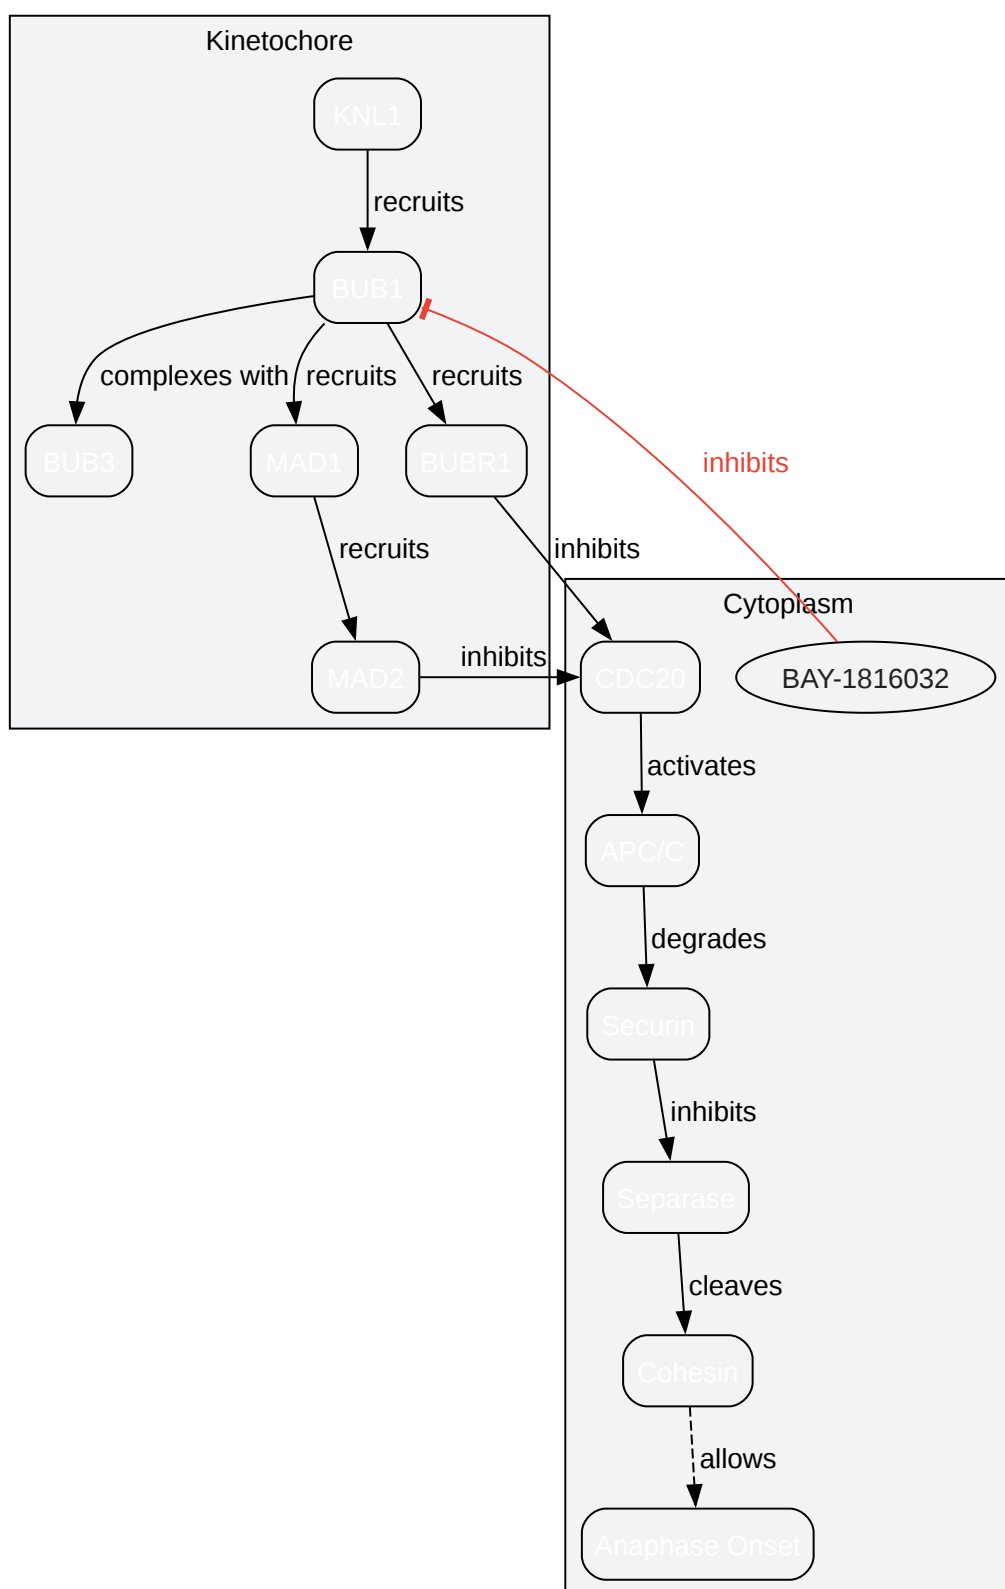 Kinetochore
KNL1
recruits
BUB1
complexes with
recruits
recruits
inhibits
BUB3
MAD1
BUBR1
recruits
inhibits
Cytoplasm
inhibits
MAD2
CDC20
BAY-1816032
activates
APC/C
degrades
Securin
inhibits
Separase
cleaves
Cohesin
allows
Anaphase Onset